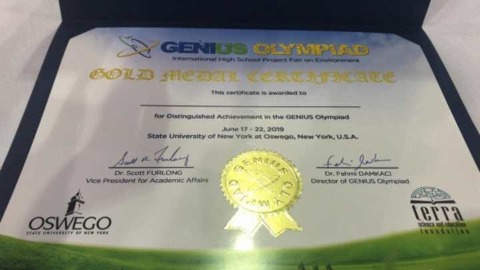 GENIUS OLYMPIAD
International High School Project Fair on Environment
GOLD MEDAL CERTIFICATE
This certificate is awarded to
for Distinguished Achievement in the GENIUS Olympiad
June 17 - 22, 2019
State University of New York at Oswego, New York, U.S.A.
Dr. Scott FURLONG
Vice President for Academic Affairs
Dr. Fehmi DAMKACI
Director of GENIUS Olympiad
GENIUS OLYMPIAD
OSWEGO
STATE UNIVERSITY OF NEW YORK
terra
science and education
foundation